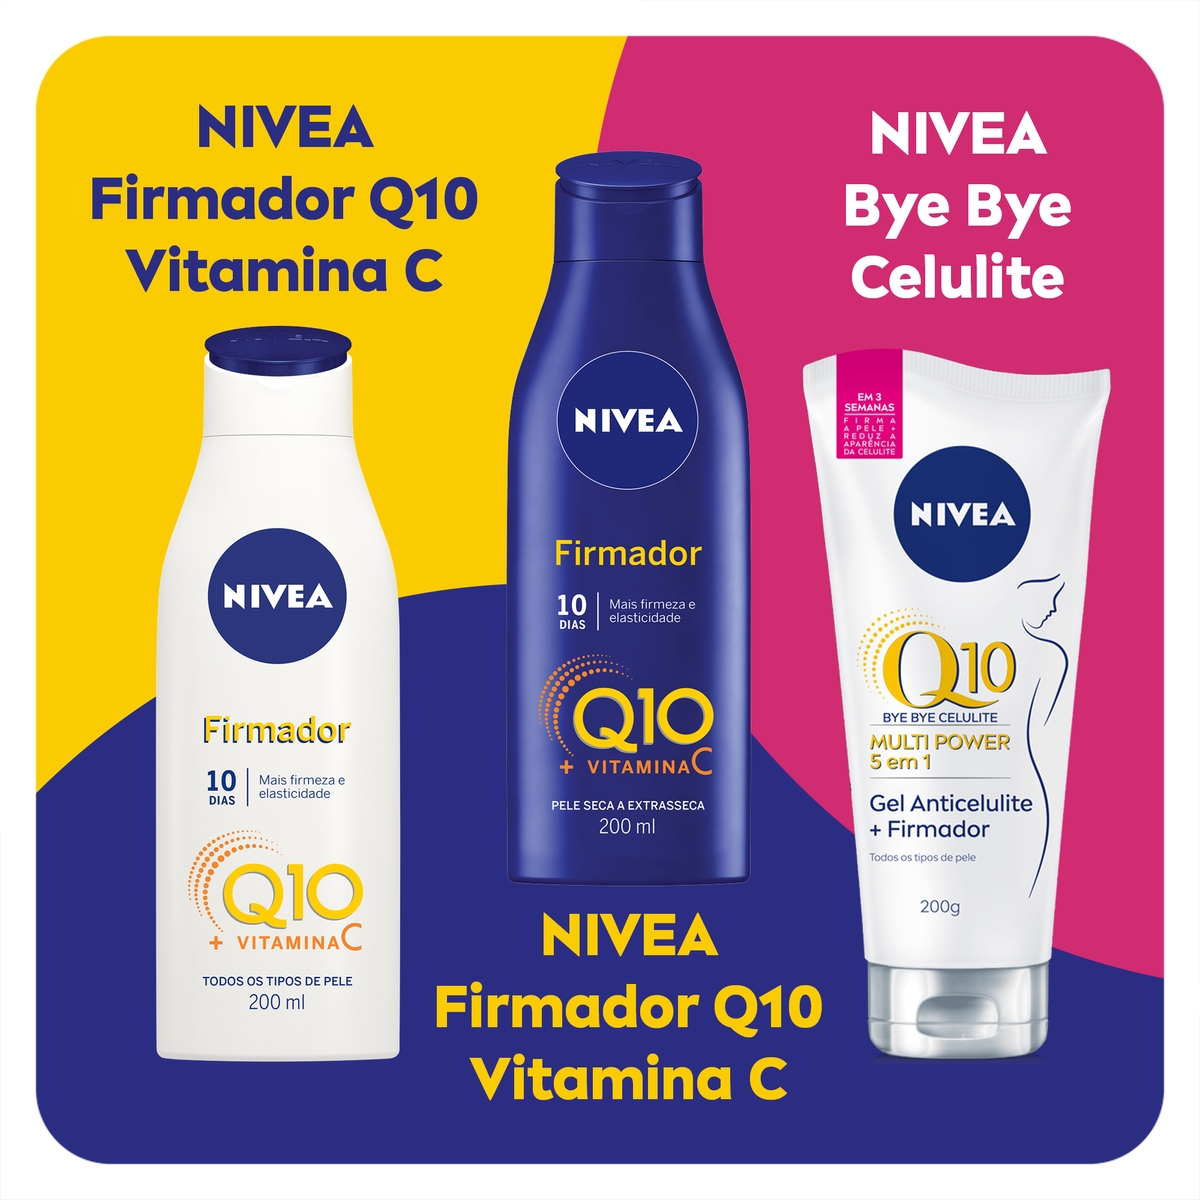 NIVEA
Firmador Q10
Vitamina C
NIVEA
Bye Bye
Celulite
NIVEA
Firmador
10
DIAS
Mais firmeza e
elasticidade
Q10
+ VITAMINA C
TODOS OS TIPOS DE PELE
200 ml
NIVEA
Firmador
10
DIAS
Mais firmeza e
elasticidade
Q10
+ VITAMINA C
PELE SECA A EXTRASSECA
200 ml
EM 3
SEMANAS
FIRMA
A PELE +
REDUZ A
APARÊNCIA
DA CELULITE
NIVEA
Q10
BYE BYE CELULITE
MULTI POWER
5 em 1
Gel Anticelulite
+ Firmador
Todos os tipos de pele
200g
NIVEA
Firmador Q10
Vitamina C